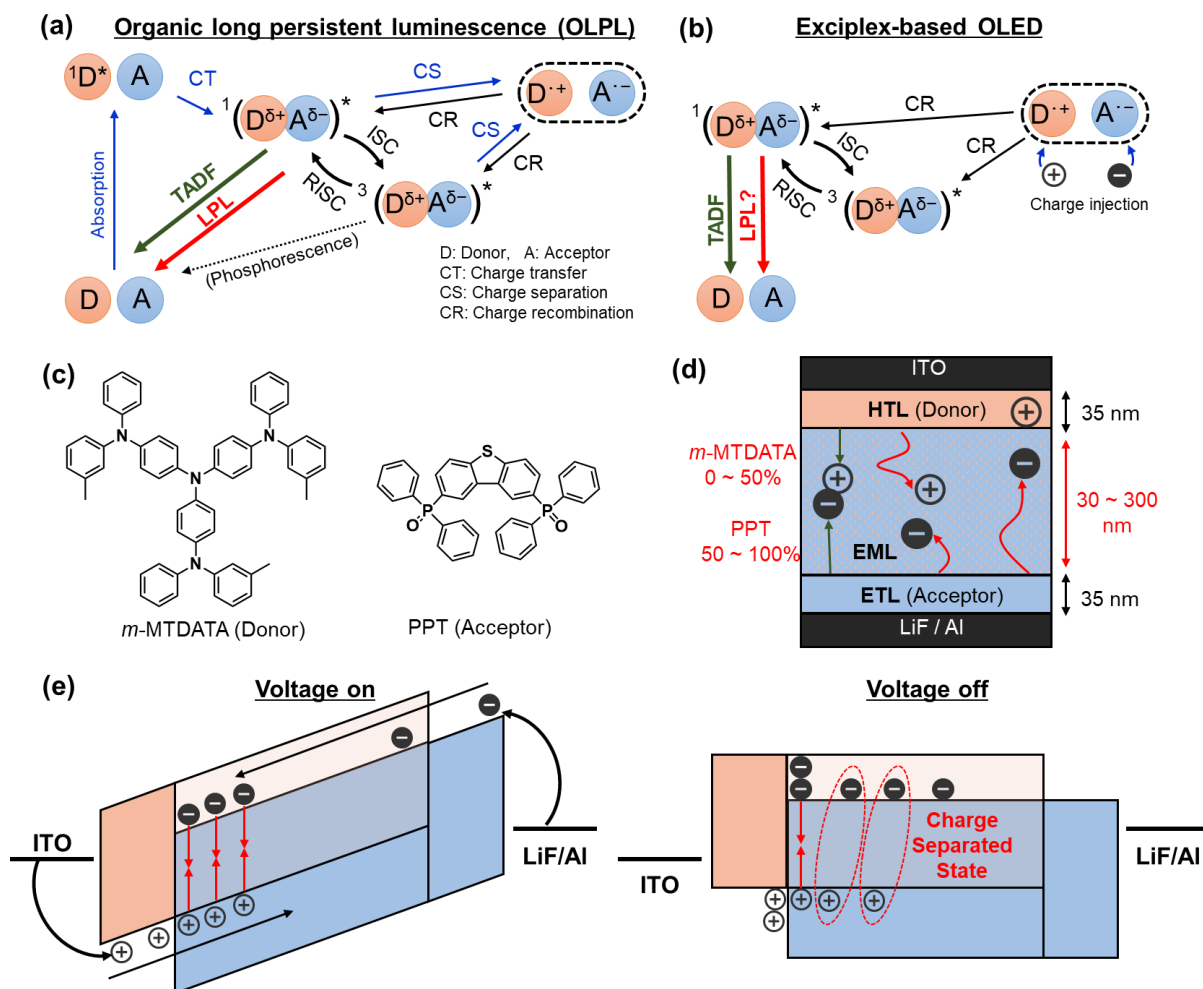 (a) Organic long persistent luminescence (OLPL)
¹D* A
CT
¹(Dᵟ⁺Aᵟ⁻)*
CS
D·⁺ A·⁻
CR
ISC
CS
CR
RISC
³(Dᵟ⁺Aᵟ⁻)*
TADF
LPL
Absorption
(Phosphorescence)
D A
D: Donor, A: Acceptor
CT: Charge transfer
CS: Charge separation
CR: Charge recombination
(b) Exciplex-based OLED
¹(Dᵟ⁺Aᵟ⁻)*
CR
D·⁺ A·⁻
ISC
CR
RISC
³(Dᵟ⁺Aᵟ⁻)*
+ −
Charge injection
TADF
LPL?
D A
(c)
N
N
N
N
m-MTDATA (Donor)
S
P
O
P
O
PPT (Acceptor)
(d)
ITO
HTL (Donor) +
35 nm
m-MTDATA
0 ~ 50%
+
−
+
−
−
30 ~ 300
nm
PPT
50 ~ 100%
EML
ETL (Acceptor)
35 nm
LiF / Al
(e)
Voltage on
− −
− − −
ITO
LiF/Al
+ + + + +
Voltage off
−
− − − −
Charge
Separated
State
ITO
LiF/Al
+ + + +
+